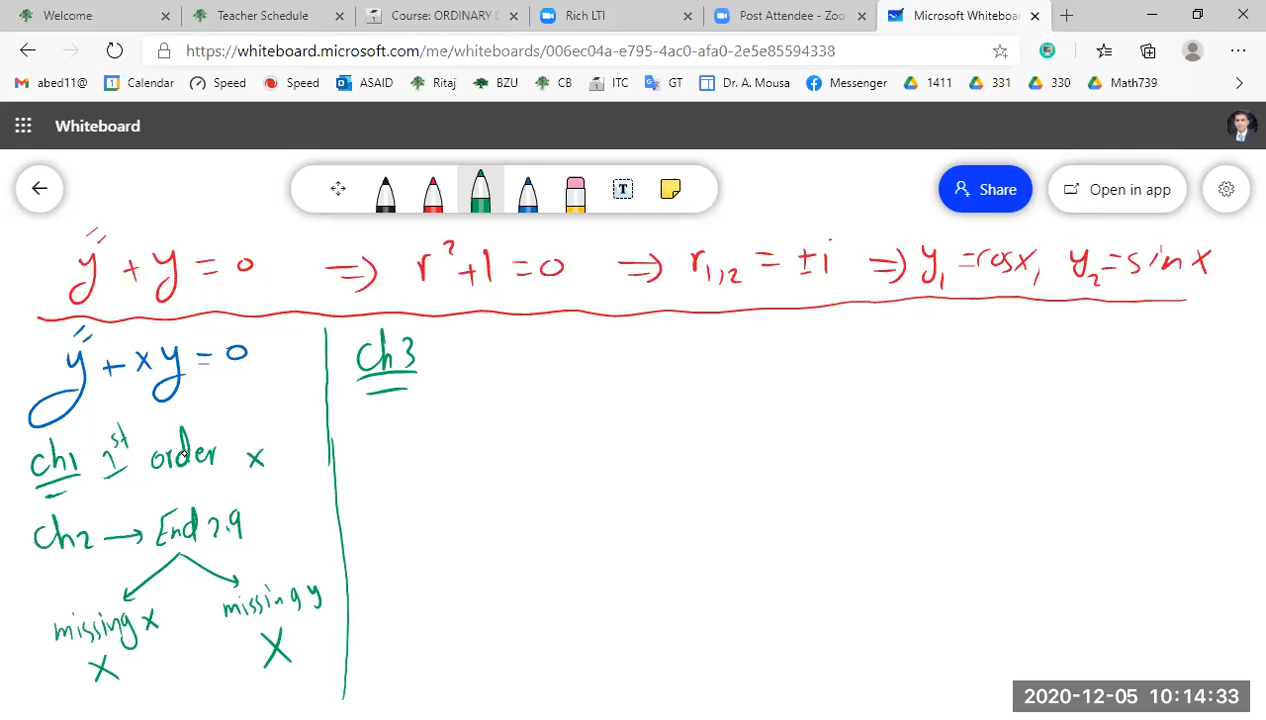 Welcome
Teacher Schedule
Course: ORDINARY D
Rich LTI
Post Attendee - Zoo
Microsoft Whiteboa
https://whiteboard.microsoft.com/me/whiteboards/006ec04a-e795-4ac0-afa0-2e5e85594338
abed11@ Calendar Speed Speed ASAID Ritaj BZU CB ITC GT Dr. A. Mousa Messenger 1411 331 330 Math739
Whiteboard
Share
Open in app
y'' + y = 0 ⇒ r² + 1 = 0 ⇒ r₁,₂ = ±i ⇒ y₁ = cos x, y₂ = sin x
y'' + x y = 0
Ch 3
Ch1 1st order x
Ch2 → End 2.9
missing x
missing y
X
X
2020-12-05 10:14:33